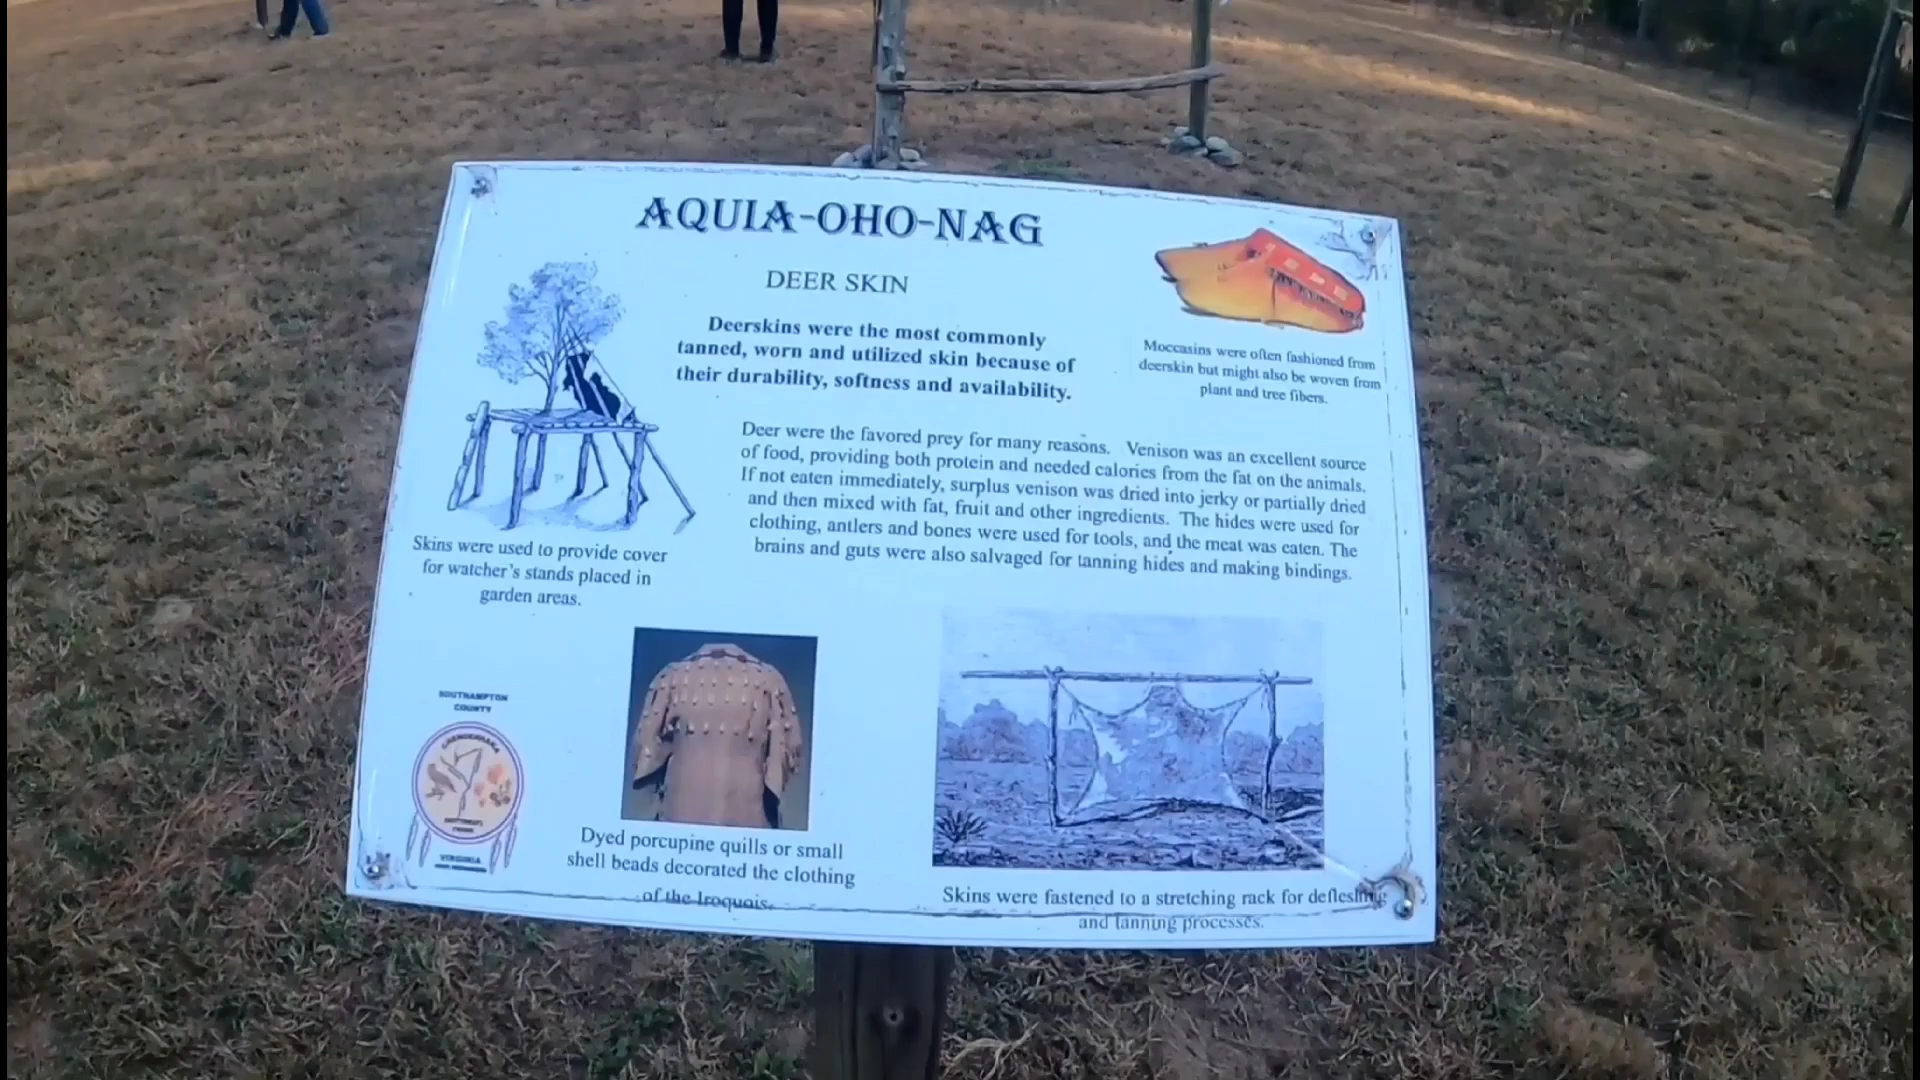 AQUIA-OHO-NAG
DEER SKIN
Deerskins were the most commonly
tanned, worn and utilized skin because of
their durability, softness and availability.
Moccasins were often fashioned from
deerskin but might also be woven from
plant and tree fibers.
Deer were the favored prey for many reasons. Venison was an excellent source
of food, providing both protein and needed calories from the fat on the animals.
If not eaten immediately, surplus venison was dried into jerky or partially dried
and then mixed with fat, fruit and other ingredients. The hides were used for
clothing, antlers and bones were used for tools, and the meat was eaten. The
brains and guts were also salvaged for tanning hides and making bindings.
Skins were used to provide cover
for watcher's stands placed in
garden areas.
SOUTHAMPTON
COUNTY
VIRGINIA
Dyed porcupine quills or small
shell beads decorated the clothing
of the Iroquois.
Skins were fastened to a stretching rack for defleshing
and tanning processes.